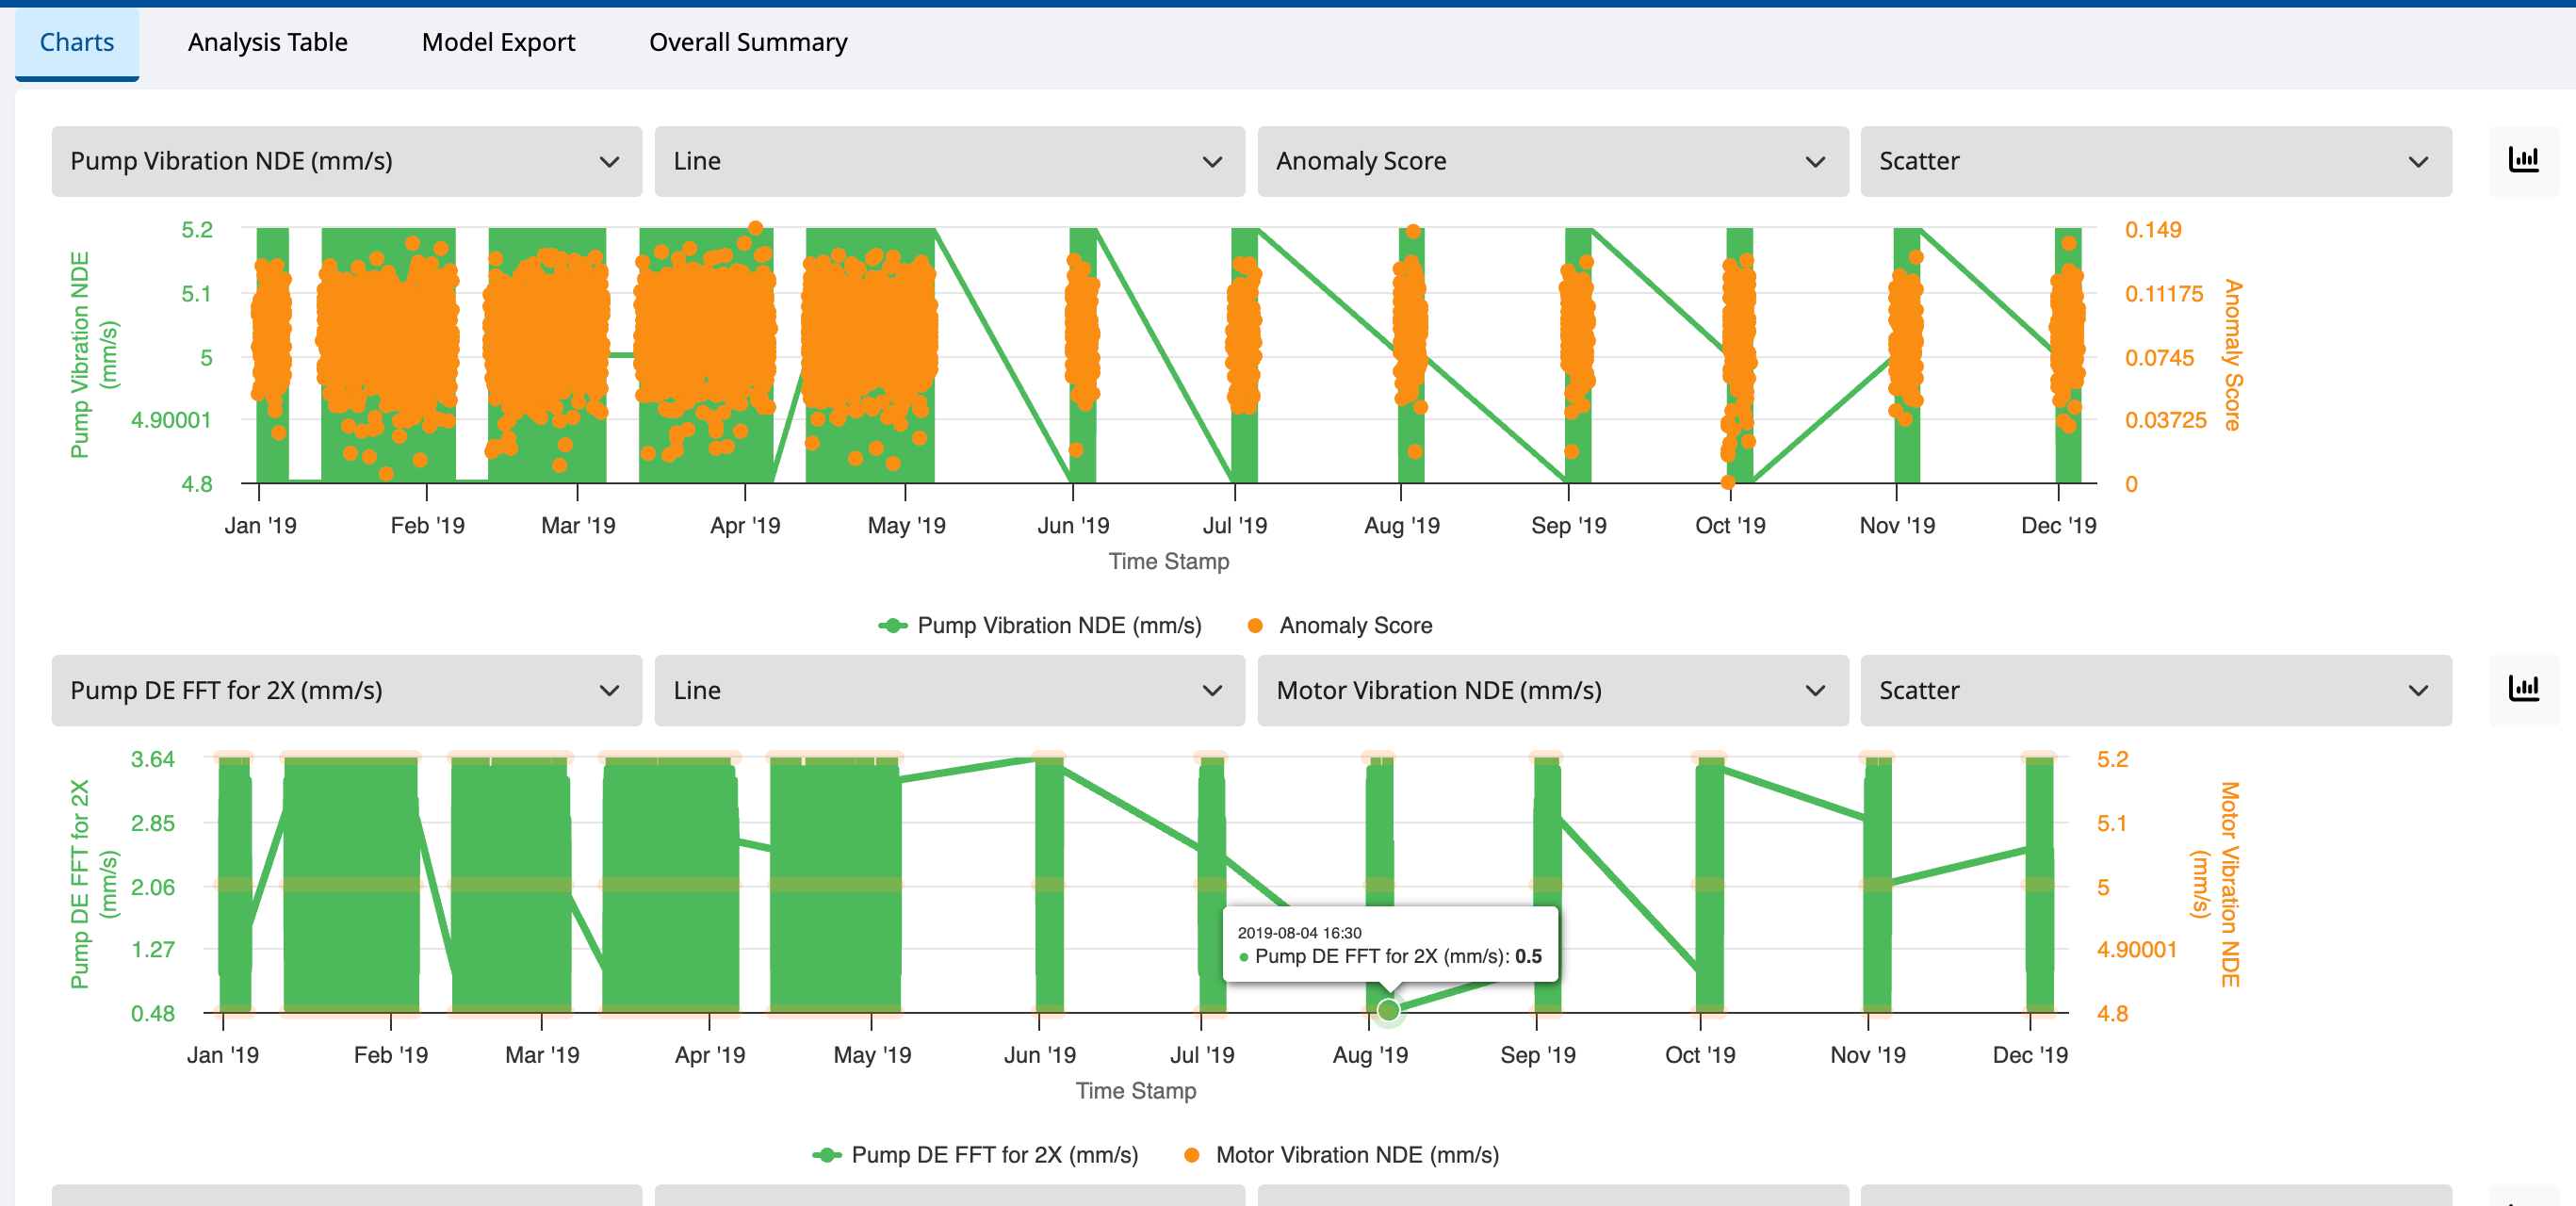 Charts Analysis Table Model Export Overall Summary
Pump Vibration NDE (mm/s) Line Anomaly Score Scatter
5.2
5.1
5
4.90001
4.8
Pump Vibration NDE
(mm/s)
0.149
0.11175
0.0745
0.03725
0
Anomaly Score
Jan '19 Feb '19 Mar '19 Apr '19 May '19 Jun '19 Jul '19 Aug '19 Sep '19 Oct '19 Nov '19 Dec '19
Time Stamp
Pump Vibration NDE (mm/s) Anomaly Score
Pump DE FFT for 2X (mm/s) Line Motor Vibration NDE (mm/s) Scatter
3.64
2.85
2.06
1.27
0.48
Pump DE FFT for 2X
(mm/s)
2019-08-04 16:30
Pump DE FFT for 2X (mm/s): 0.5
5.2
5.1
5
4.90001
4.8
Motor Vibration NDE
(mm/s)
Jan '19 Feb '19 Mar '19 Apr '19 May '19 Jun '19 Jul '19 Aug '19 Sep '19 Oct '19 Nov '19 Dec '19
Time Stamp
Pump DE FFT for 2X (mm/s) Motor Vibration NDE (mm/s)